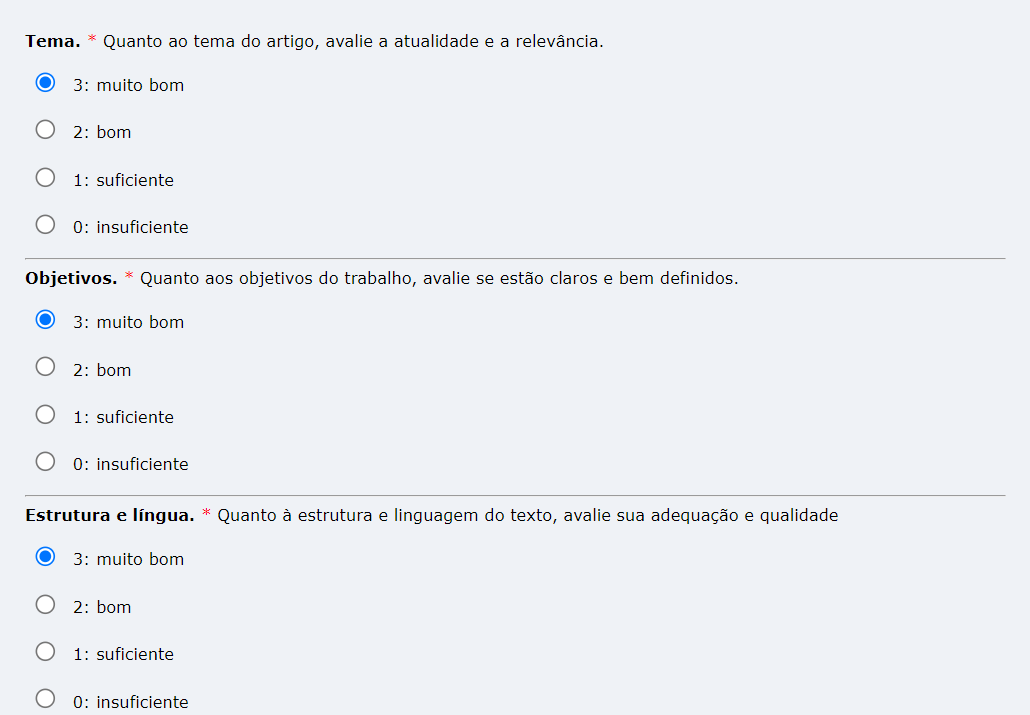 Tema. * Quanto ao tema do artigo, avalie a atualidade e a relevância.
3: muito bom
2: bom
1: suficiente
0: insuficiente
Objetivos. * Quanto aos objetivos do trabalho, avalie se estão claros e bem definidos.
3: muito bom
2: bom
1: suficiente
0: insuficiente
Estrutura e língua. * Quanto à estrutura e linguagem do texto, avalie sua adequação e qualidade
3: muito bom
2: bom
1: suficiente
0: insuficiente